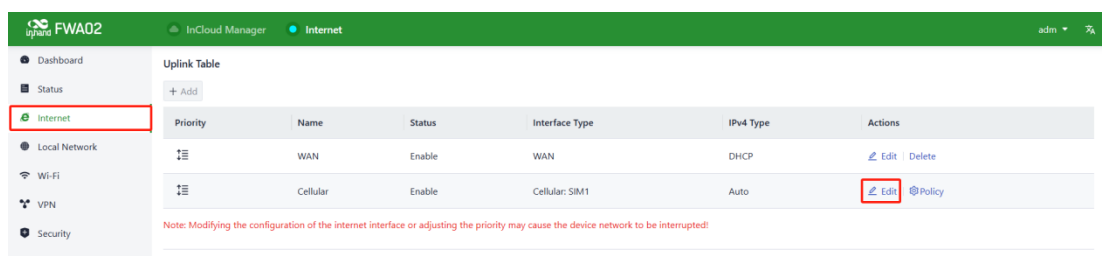 inhand FWA02 InCloud Manager Internet adm
Dashboard
Status
Internet
Local Network
Wi-Fi
VPN
Security
Uplink Table
+ Add
Priority Name Status Interface Type IPv4 Type Actions
WAN Enable WAN DHCP Edit Delete
Cellular Enable Cellular: SIM1 Auto Edit Policy
Note: Modifying the configuration of the internet interface or adjusting the priority may cause the device network to be interrupted!